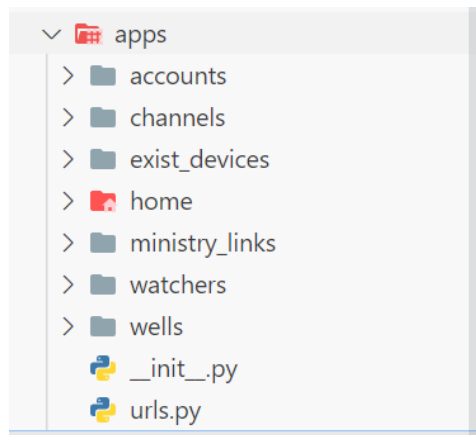 apps
accounts
channels
exist_devices
home
ministry_links
watchers
wells
__init__.py
urls.py